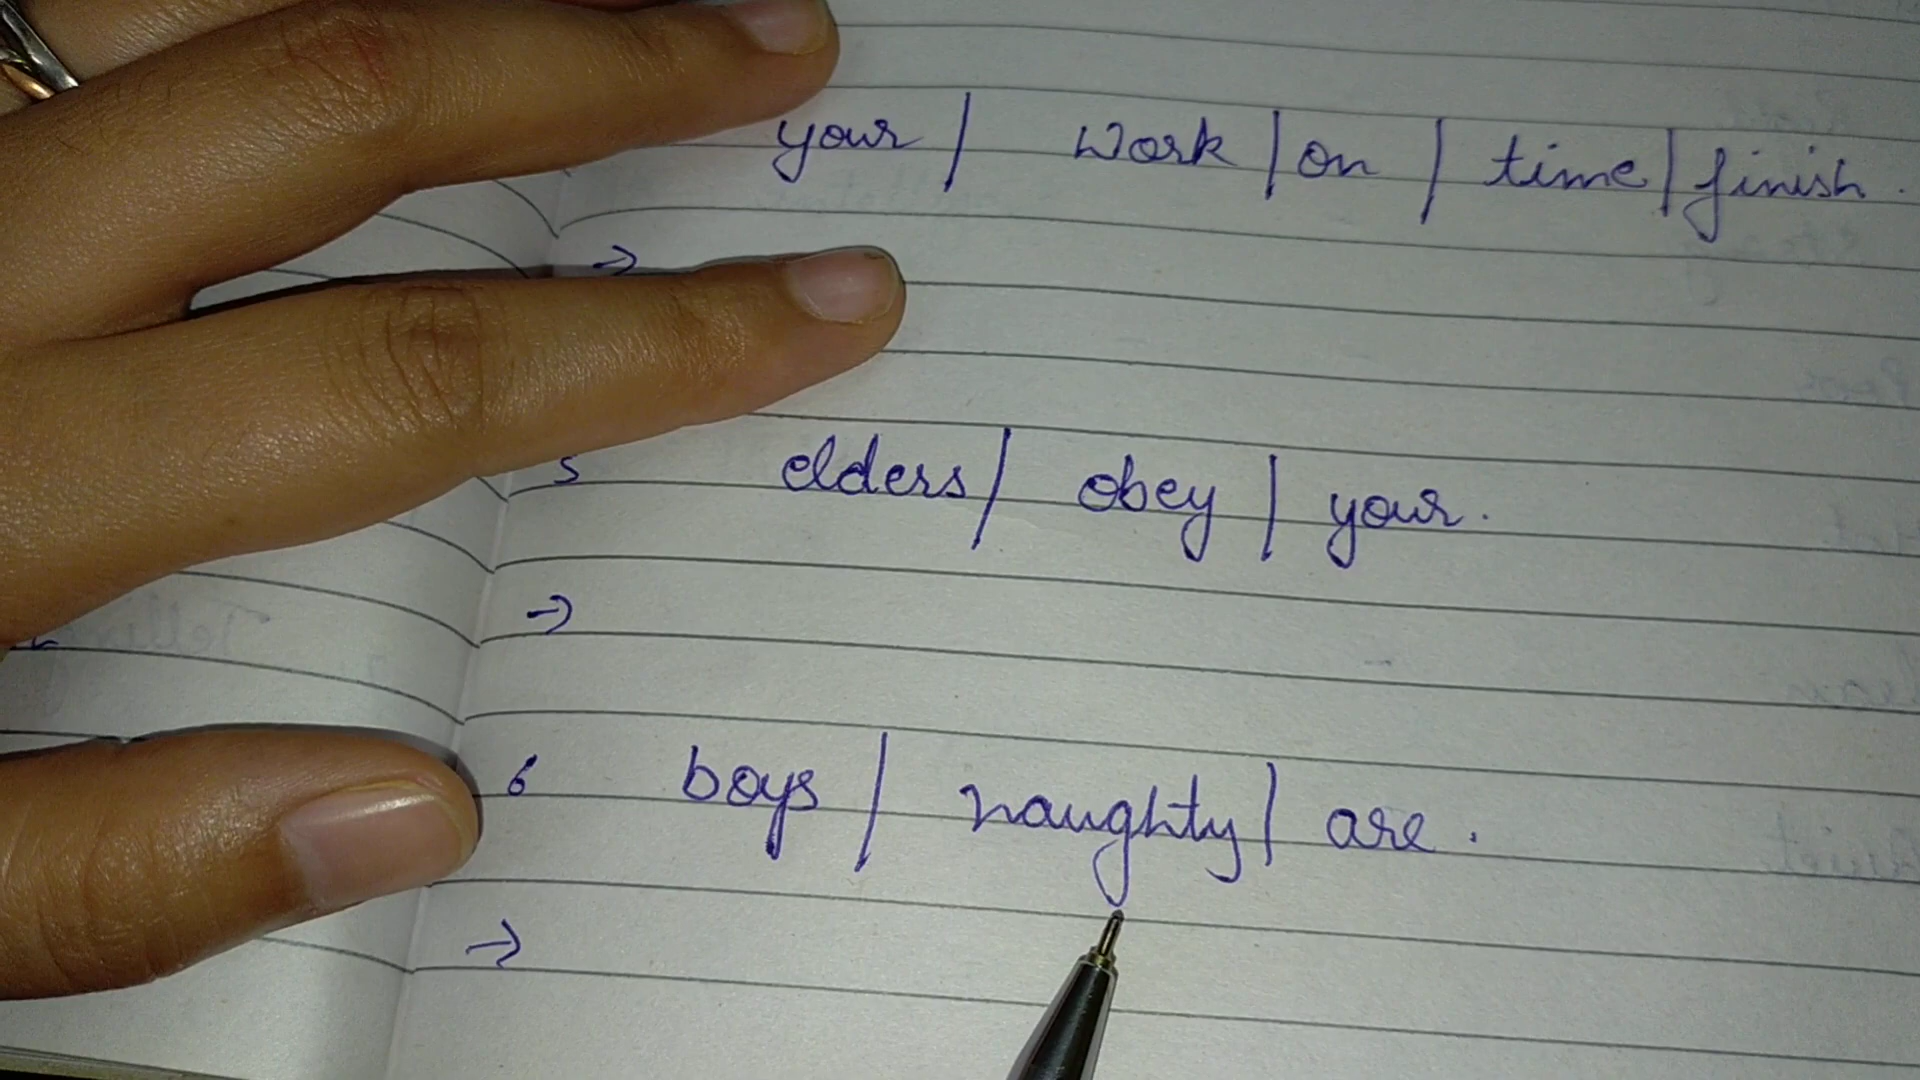 your / Work / on / time / finish.
→
5 elders / obey / your.
→
6 boys / naughty / are.
→